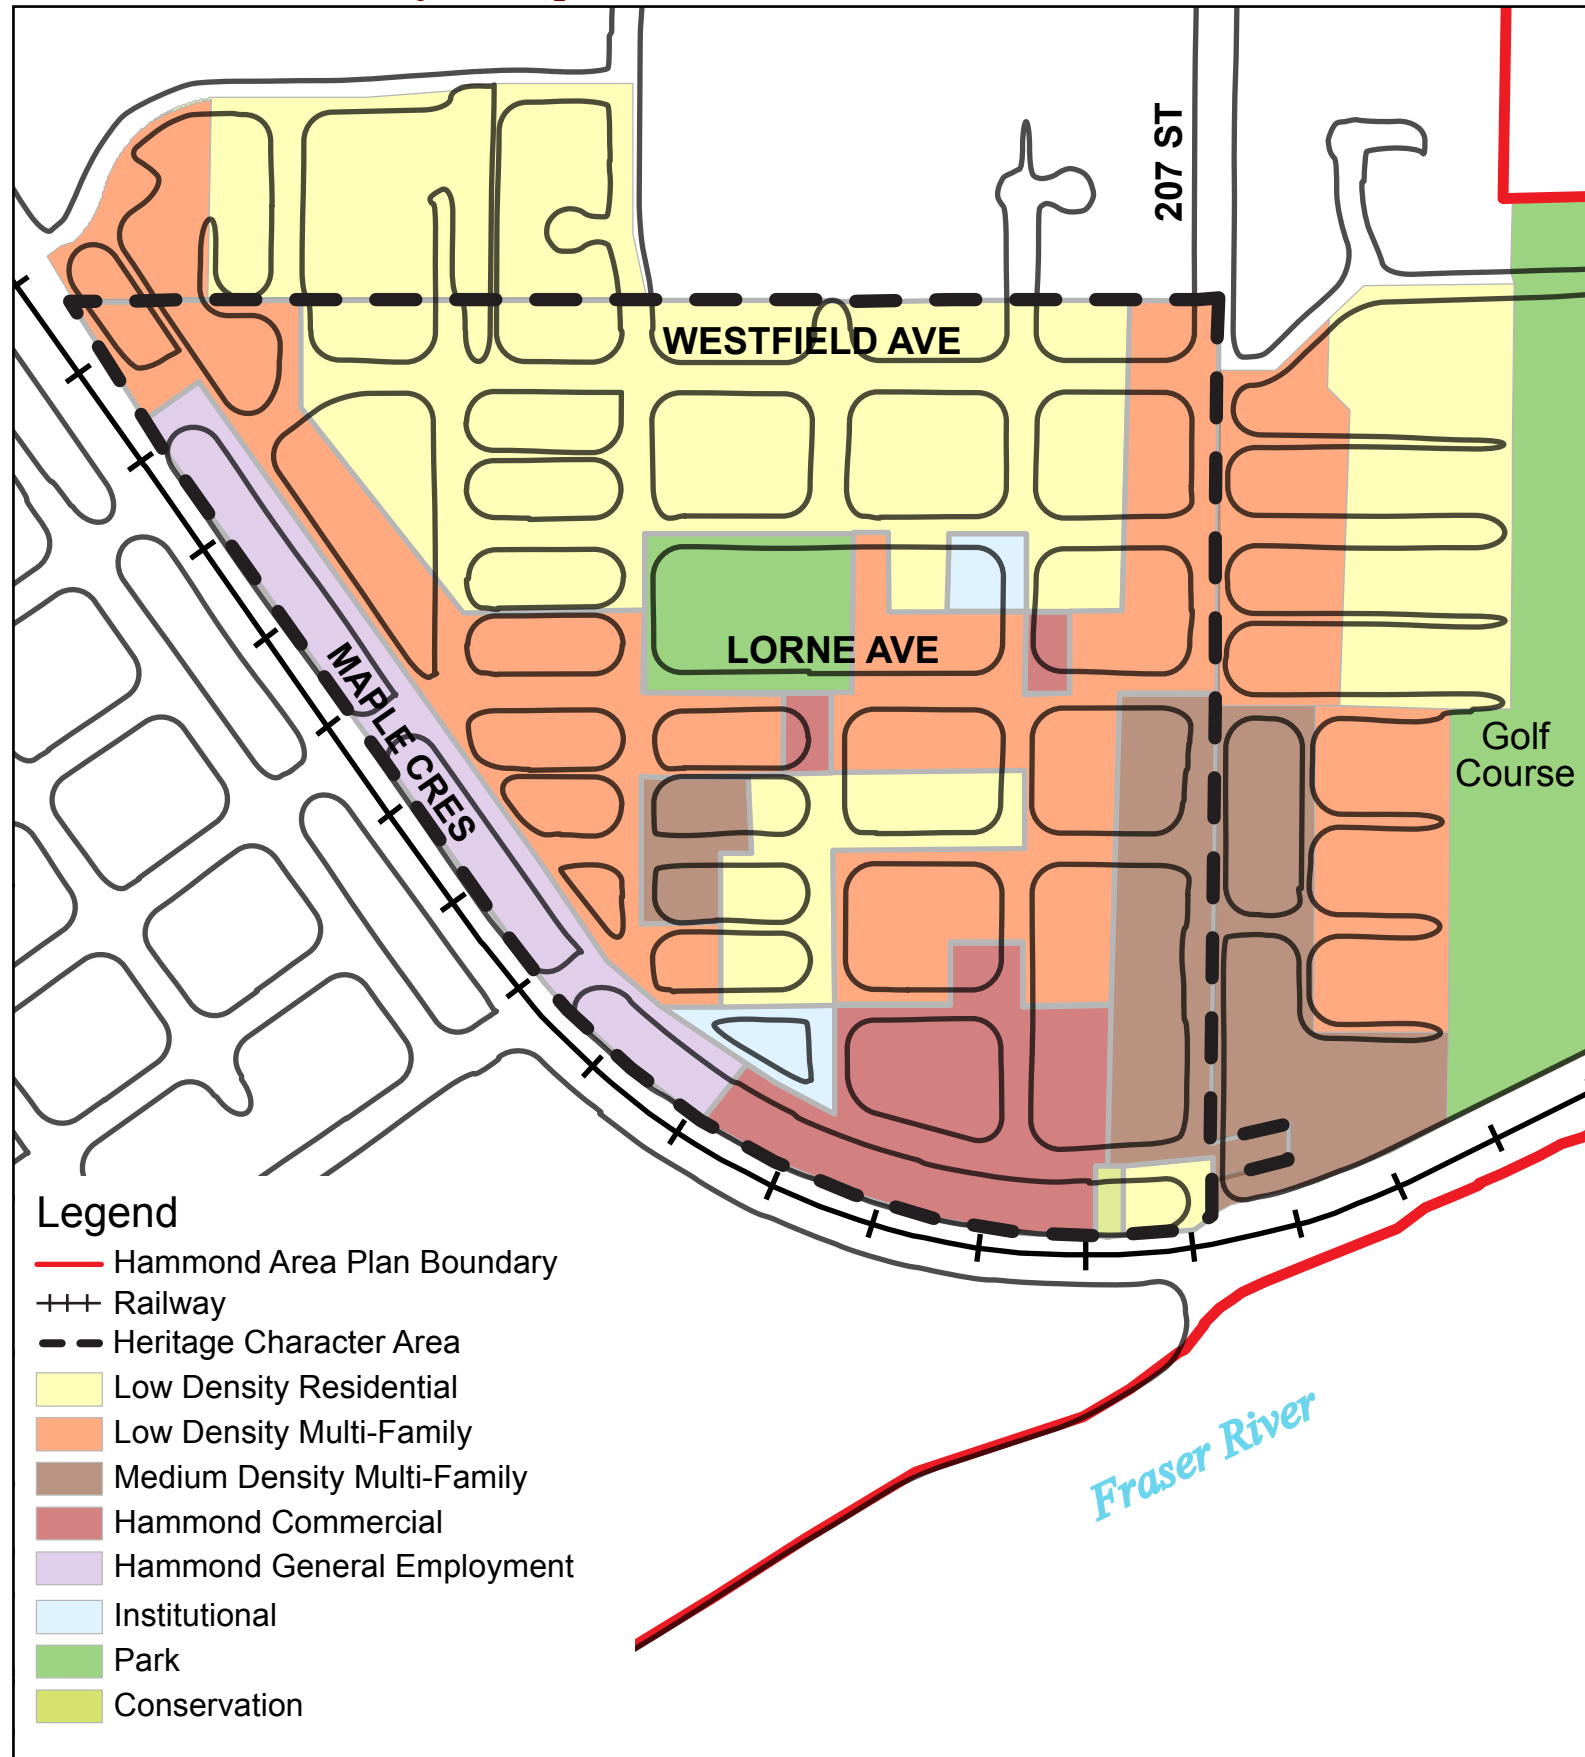 207 ST
WESTFIELD AVE
LORNE AVE
MAPLE CRES
Golf
Course
Legend
Hammond Area Plan Boundary
Railway
Heritage Character Area
Low Density Residential
Low Density Multi-Family
Medium Density Multi-Family
Hammond Commercial
Hammond General Employment
Institutional
Park
Conservation
Fraser River